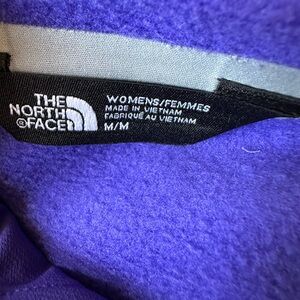 THE
NORTH
FACE
WOMENS/FEMMES
MADE IN VIETNAM
FABRIQUÉ AU VIETNAM
M/M